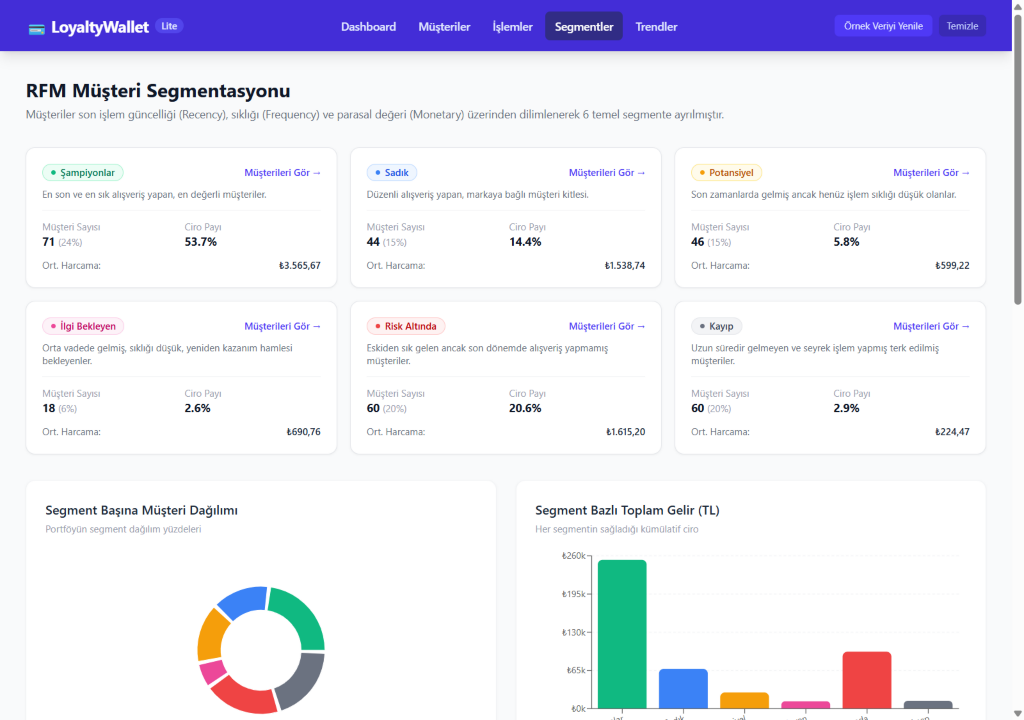 LoyaltyWallet Lite
Dashboard Müşteriler İşlemler Segmentler Trendler
Örnek Veriyi Yenile Temizle
RFM Müşteri Segmentasyonu
Müşteriler son işlem güncelliği (Recency), sıklığı (Frequency) ve parasal değeri (Monetary) üzerinden dilimlenerek 6 temel segmente ayrılmıştır.
Şampiyonlar Müşterileri Gör →
En son ve en sık alışveriş yapan, en değerli müşteriler.
Müşteri Sayısı Ciro Payı
71 (24%) 53.7%
Ort. Harcama: ₺3.565,67
Sadık Müşterileri Gör →
Düzenli alışveriş yapan, markaya bağlı müşteri kitlesi.
Müşteri Sayısı Ciro Payı
44 (15%) 14.4%
Ort. Harcama: ₺1.538,74
Potansiyel Müşterileri Gör →
Son zamanlarda gelmiş ancak henüz işlem sıklığı düşük olanlar.
Müşteri Sayısı Ciro Payı
46 (15%) 5.8%
Ort. Harcama: ₺599,22
İlgi Bekleyen Müşterileri Gör →
Orta vadede gelmiş, sıklığı düşük, yeniden kazanım hamlesi
bekleyenler.
Müşteri Sayısı Ciro Payı
18 (6%) 2.6%
Ort. Harcama: ₺690,76
Risk Altında Müşterileri Gör →
Eskiden sık gelen ancak son dönemde alışveriş yapmamış
müşteriler.
Müşteri Sayısı Ciro Payı
60 (20%) 20.6%
Ort. Harcama: ₺1.615,20
Kayıp Müşterileri Gör →
Uzun süredir gelmeyen ve seyrek işlem yapmış terk edilmiş
müşteriler.
Müşteri Sayısı Ciro Payı
60 (20%) 2.9%
Ort. Harcama: ₺224,47
Segment Başına Müşteri Dağılımı
Portföyün segment dağılım yüzdeleri
Segment Bazlı Toplam Gelir (TL)
Her segmentin sağladığı kümülatif ciro
₺260k
₺195k
₺130k
₺65k
₺0k